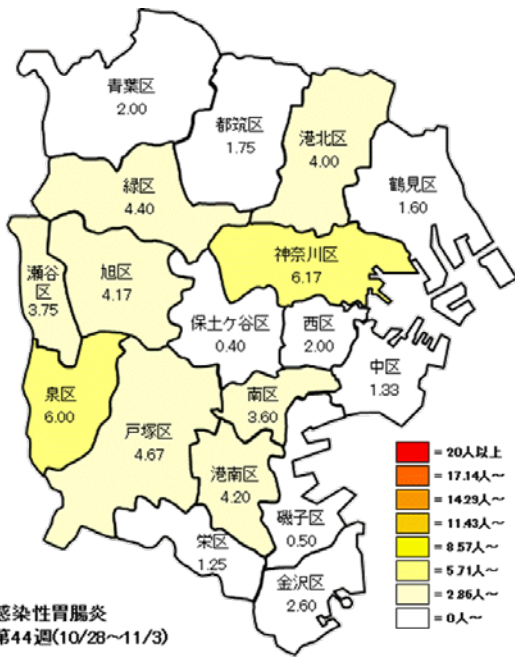 青葉区
2.00
都筑区
1.75
港北区
4.00
鶴見区
1.60
緑区
4.40
神奈川区
6.17
瀬谷
区
3.75
旭区
4.17
保土ケ谷区
0.40
西区
2.00
中区
1.33
泉区
6.00
南区
3.60
戸塚区
4.67
港南区
4.20
磯子区
0.50
栄区
1.25
金沢区
2.60
= 20人以上
= 17.14人～
= 14.29人～
= 11.43人～
= 8.57人～
= 5.71人～
= 2.86人～
= 0人～
感染性胃腸炎
第44週(10/28～11/3)